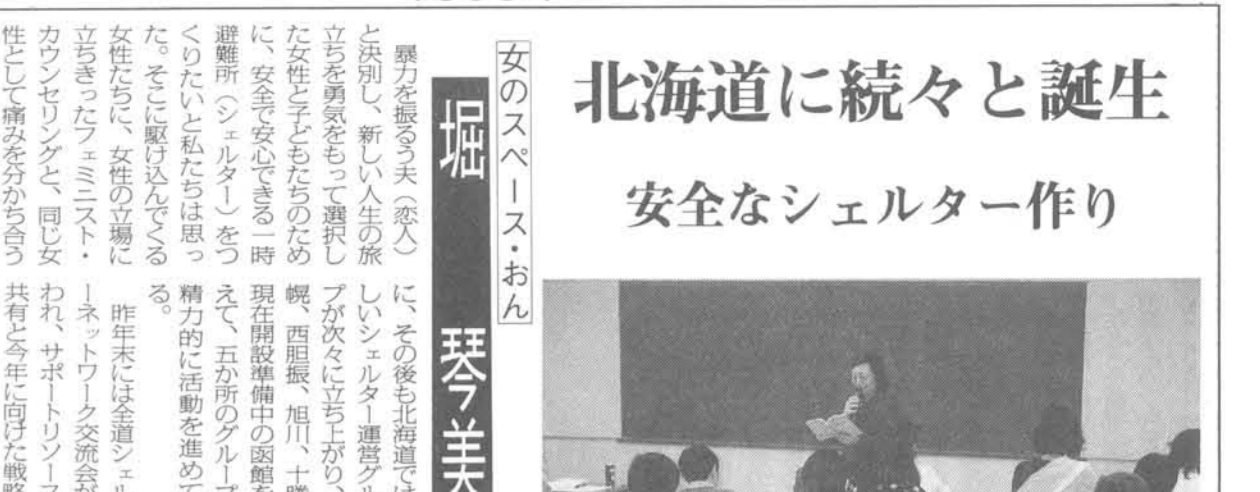 北海道に続々と誕生
安全なシェルター作り
女のスペース・おん
堀　琴美
　暴力を振るう夫（恋人）
と決別し、新しい人生の旅
立ちを勇気をもって選択し
た女性と子どもたちのため
に、安全で安心できる一時
避難所（シェルター）をつ
くりたいと私たちは思っ
た。そこに駆け込んでくる
女性たちに、女性の立場に
立ちきったフェミニスト・
カウンセリングと、同じ女
性として痛みを分かち合う
に、その後も北海道では
しいシェルター運営グル
プが次々に立ち上がり、
幌、西胆振、旭川、十勝
現在開設準備中の函館を
えて、五か所のグループ
精力的に活動を進めて
る。
　昨年末には全道シェル
ーネットワーク交流会が
われ、サポートリソース
共有と今年に向けた戦略